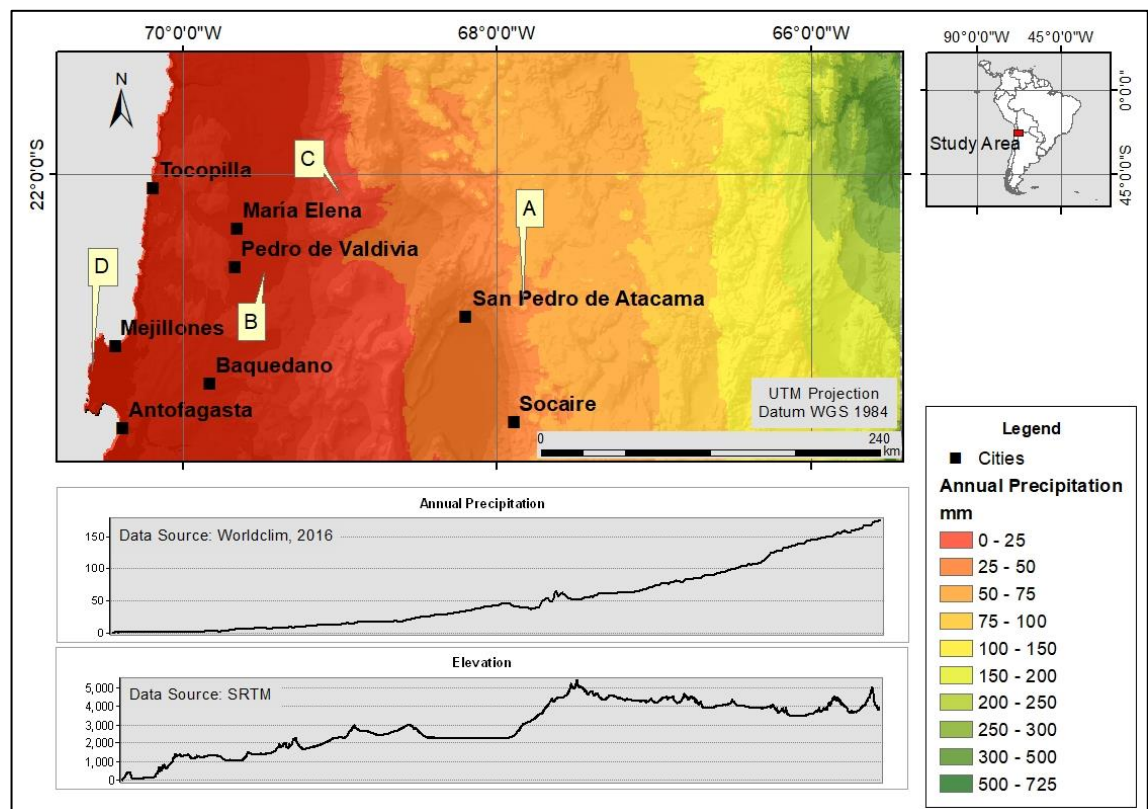 70°0'0"W
68°0'0"W
66°0'0"W
22°0'0"S
N
Tocopilla
C
María Elena
A
Pedro de Valdivia
D
B
San Pedro de Atacama
Mejillones
Baquedano
Antofagasta
Socaire
UTM Projection
Datum WGS 1984
0
240
km
90°0'0"W
45°0'0"W
0°0'0"
45°0'0"S
Study Area
Annual Precipitation
Data Source: Worldclim, 2016
150
100
50
0
Elevation
Data Source: SRTM
5,000
4,000
3,000
2,000
1,000
0
Legend
Cities
Annual Precipitation
mm
0 - 25
25 - 50
50 - 75
75 - 100
100 - 150
150 - 200
200 - 250
250 - 300
300 - 500
500 - 725